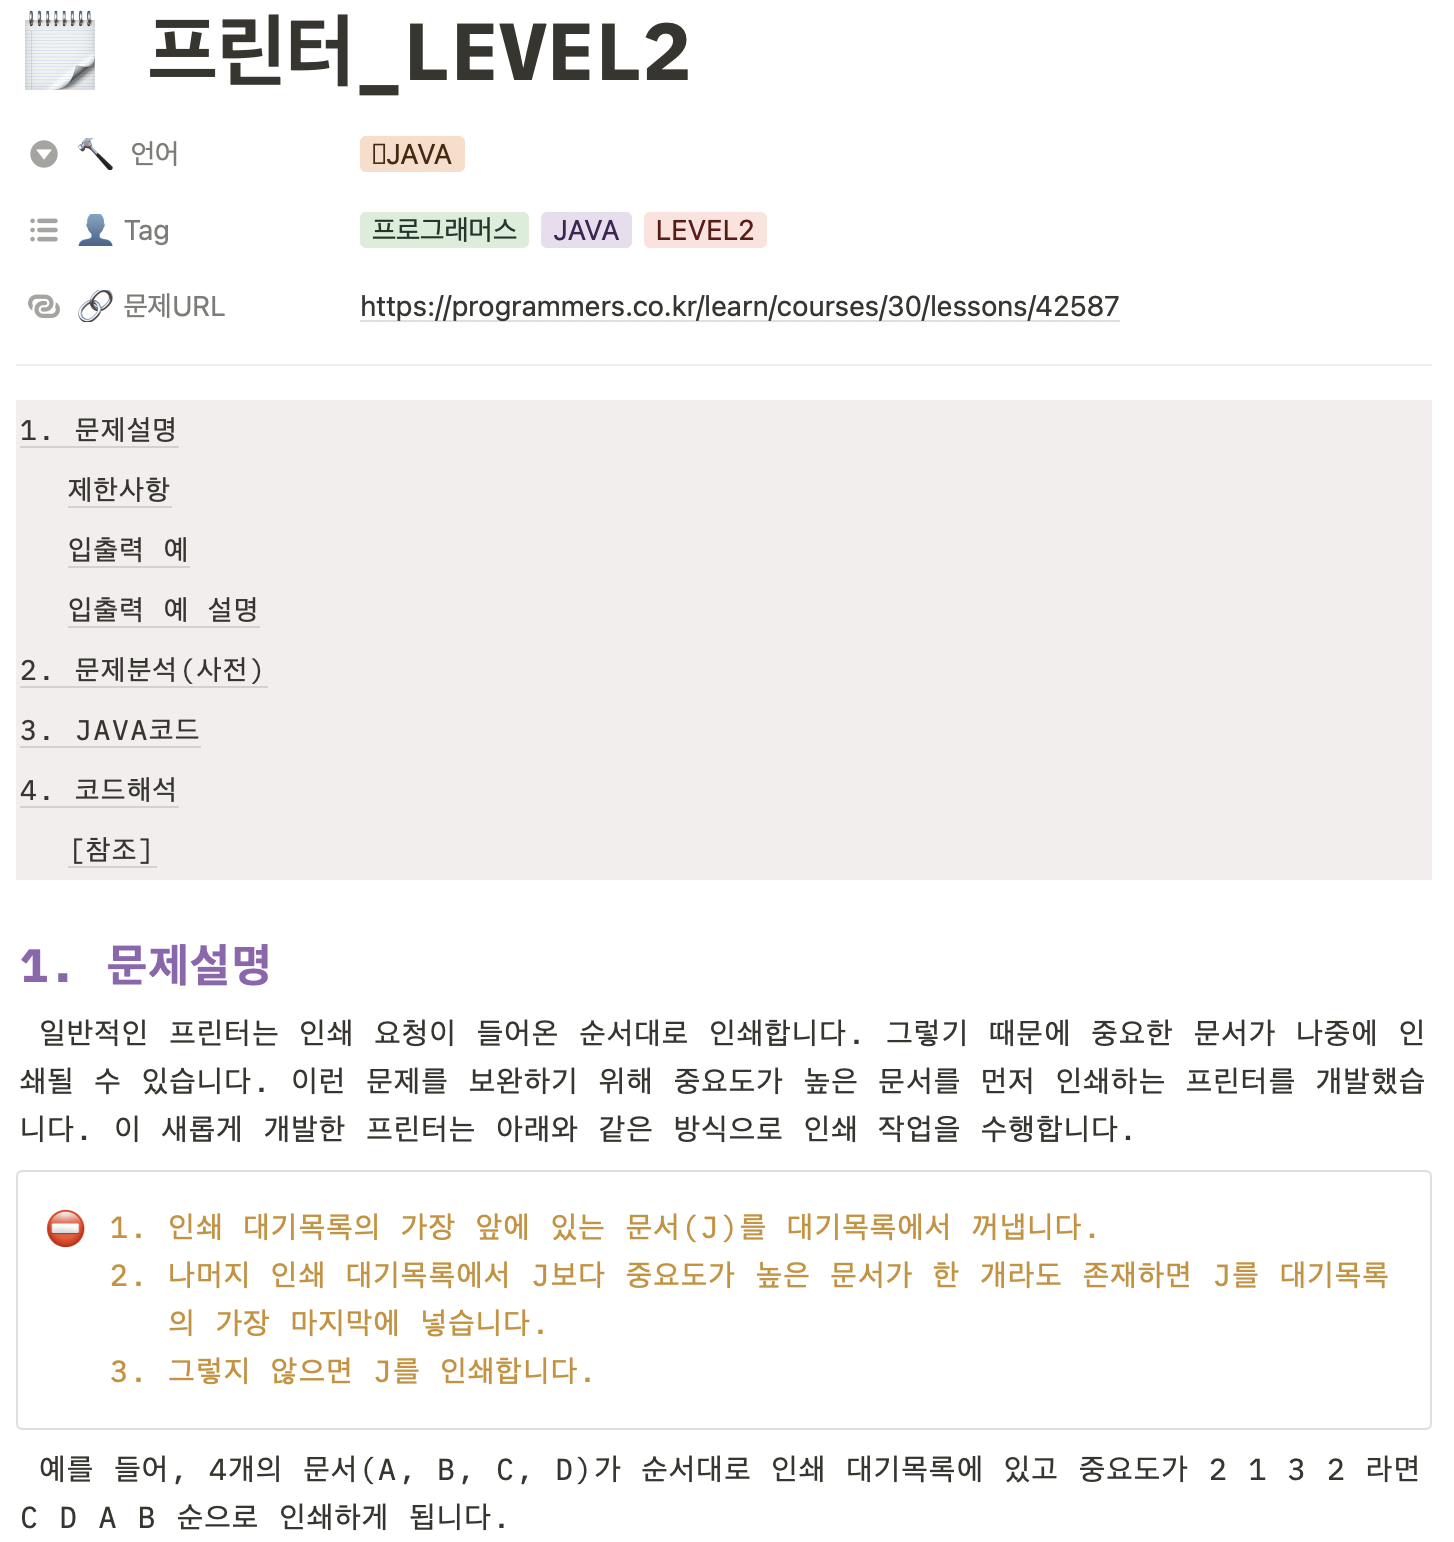 프린터_LEVEL2
언어 JAVA
Tag 프로그래머스 JAVA LEVEL2
문제URL https://programmers.co.kr/learn/courses/30/lessons/42587
1. 문제설명
제한사항
입출력 예
입출력 예 설명
2. 문제분석(사전)
3. JAVA코드
4. 코드해석
[참조]
1. 문제설명
일반적인 프린터는 인쇄 요청이 들어온 순서대로 인쇄합니다. 그렇기 때문에 중요한 문서가 나중에 인
쇄될 수 있습니다. 이런 문제를 보완하기 위해 중요도가 높은 문서를 먼저 인쇄하는 프린터를 개발했습
니다. 이 새롭게 개발한 프린터는 아래와 같은 방식으로 인쇄 작업을 수행합니다.
1. 인쇄 대기목록의 가장 앞에 있는 문서(J)를 대기목록에서 꺼냅니다.
2. 나머지 인쇄 대기목록에서 J보다 중요도가 높은 문서가 한 개라도 존재하면 J를 대기목록
의 가장 마지막에 넣습니다.
3. 그렇지 않으면 J를 인쇄합니다.
예를 들어, 4개의 문서(A, B, C, D)가 순서대로 인쇄 대기목록에 있고 중요도가 2 1 3 2 라면
C D A B 순으로 인쇄하게 됩니다.